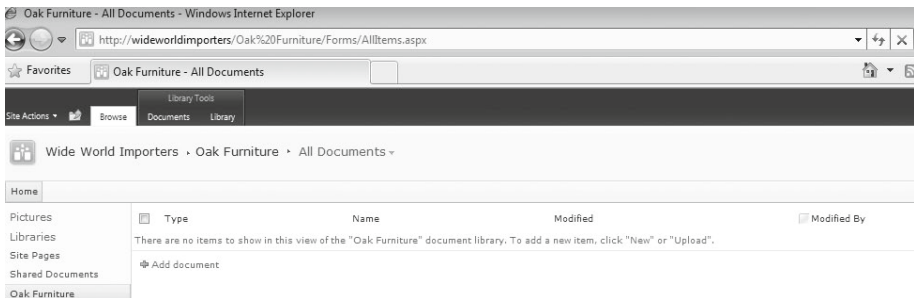 Oak Furniture - All Documents - Windows Internet Explorer
http://wideworldimporters/Oak%20Furniture/Forms/AllItems.aspx
Favorites Oak Furniture - All Documents
Library Tools
Site Actions Browse Documents Library
Wide World Importers Oak Furniture All Documents
Home
Pictures
Libraries
Site Pages
Shared Documents
Oak Furniture
Type Name Modified Modified By
There are no items to show in this view of the "Oak Furniture" document library. To add a new item, click "New" or "Upload".
Add document